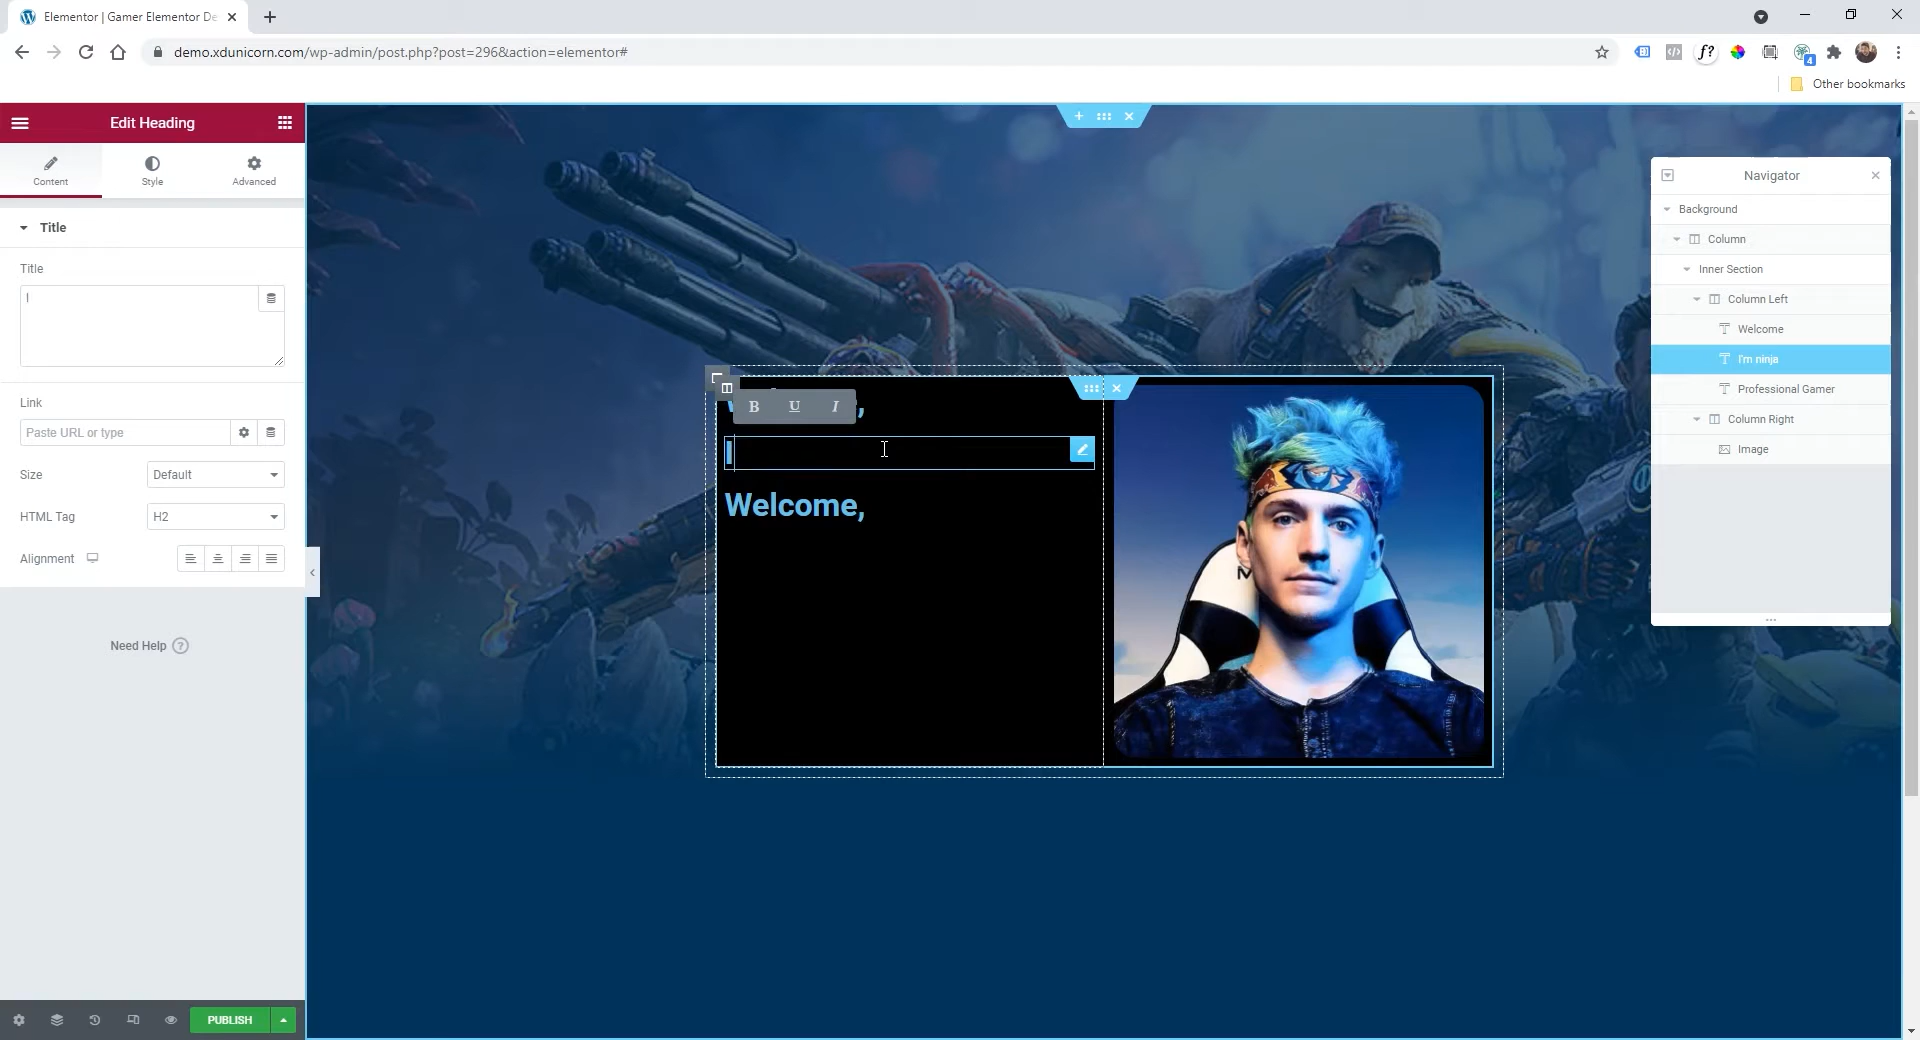 Elementor | Gamer Elementor De
demo.xdunicorn.com/wp-admin/post.php?post=296&action=elementor#
f?
4
Other bookmarks
Edit Heading
Content
Style
Advanced
Title
Title
I
Link
Paste URL or type
Size
Default
HTML Tag
H2
Alignment
Need Help ?
PUBLISH
B U I
I
Welcome,
Navigator
Background
Column
Inner Section
Column Left
Welcome
I'm ninja
Professional Gamer
Column Right
Image